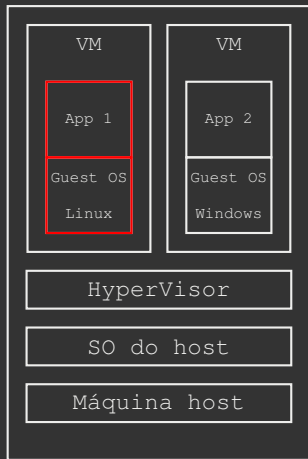 VM
App 1
Guest OS
Linux
VM
App 2
Guest OS
Windows
HyperVisor
SO do host
Máquina host